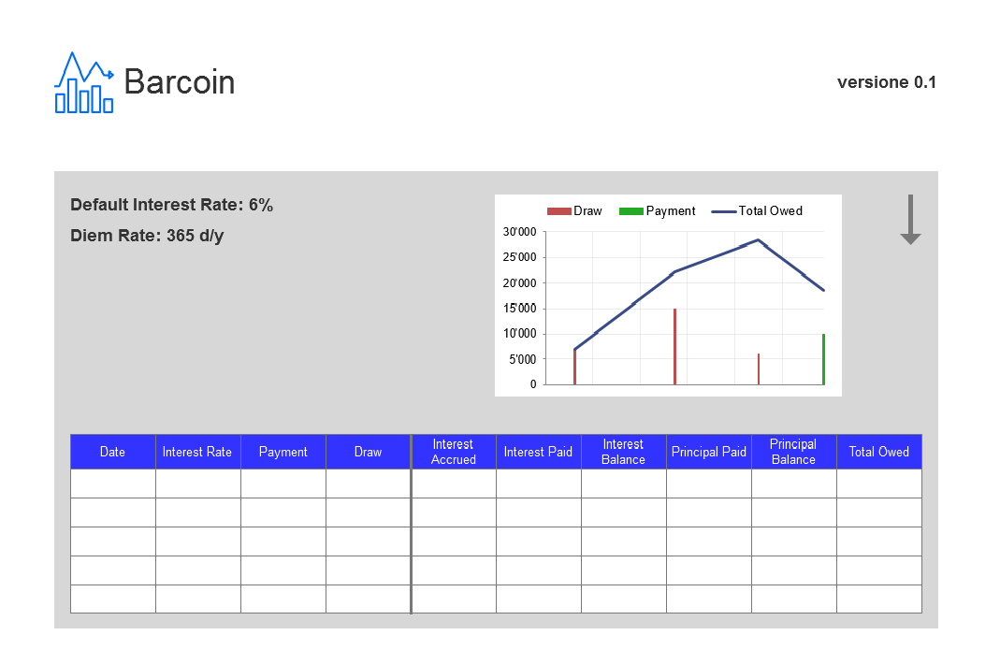 Barcoin
versione 0.1
Default Interest Rate: 6%
Diem Rate: 365 d/y
Draw Payment Total Owed
30'000
25'000
20'000
15'000
10'000
5'000
0
Date Interest Rate Payment Draw Interest Accrued Interest Paid Interest Balance Principal Paid Principal Balance Total Owed